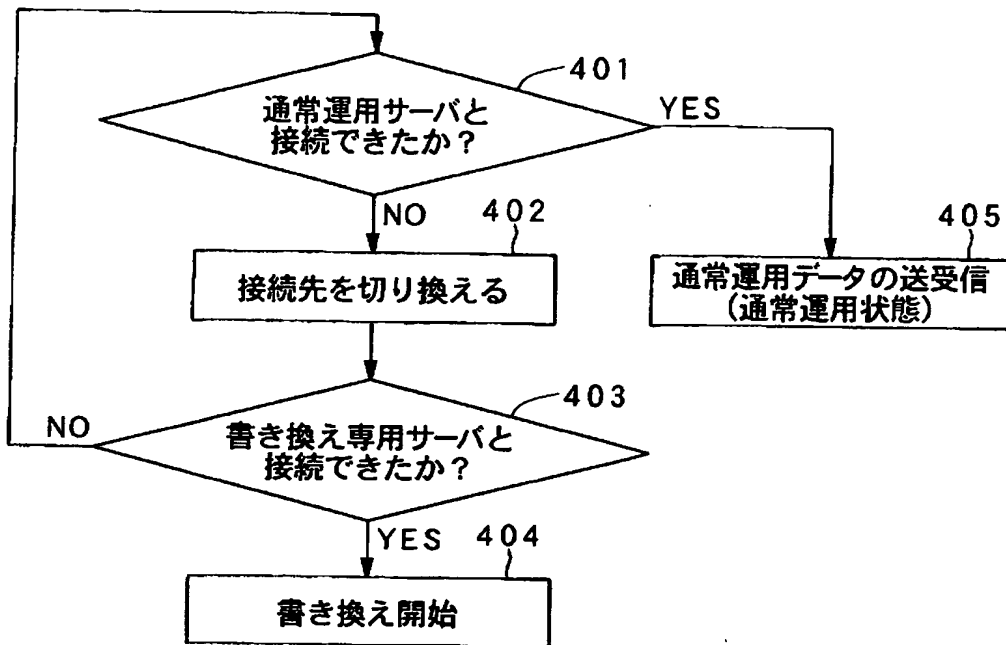 401
通常運用サーバと
接続できたか？
YES
NO
402
405
接続先を切り換える
通常運用データの送受信
(通常運用状態)
403
NO
書き換え専用サーバと
接続できたか？
YES
404
書き換え開始